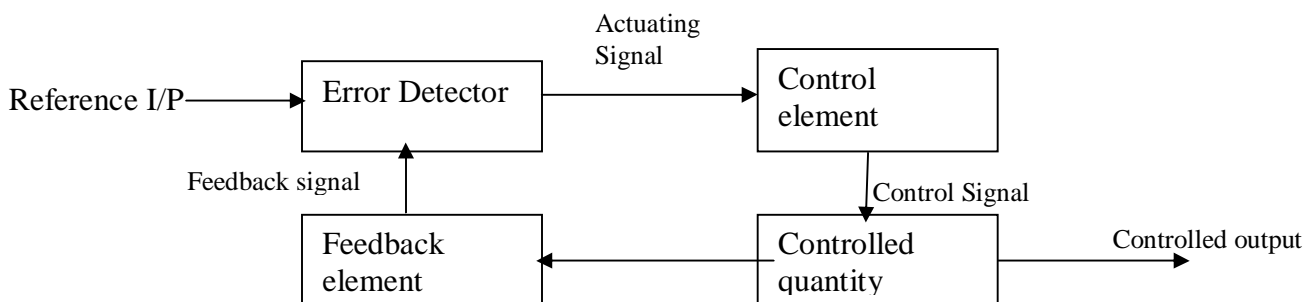 Actuating
Signal
Reference I/P
Error Detector
Control
element
Feedback signal
Control Signal
Feedback
element
Controlled
quantity
Controlled output